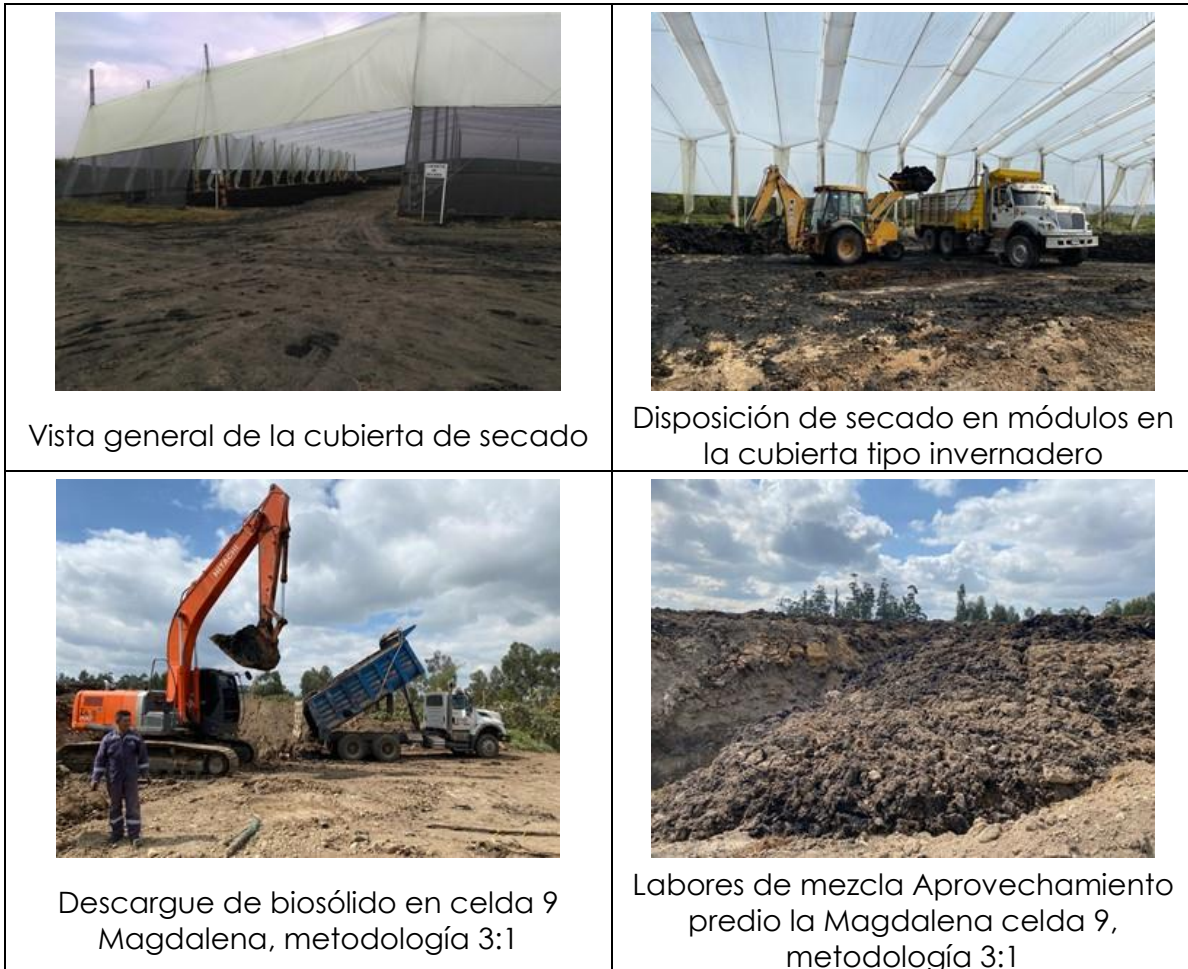 Vista general de la cubierta de secado
Disposición de secado en módulos en
la cubierta tipo invernadero
HITACHI
Descargue de biosólido en celda 9
Magdalena, metodología 3:1
Labores de mezcla Aprovechamiento
predio la Magdalena celda 9,
metodología 3:1